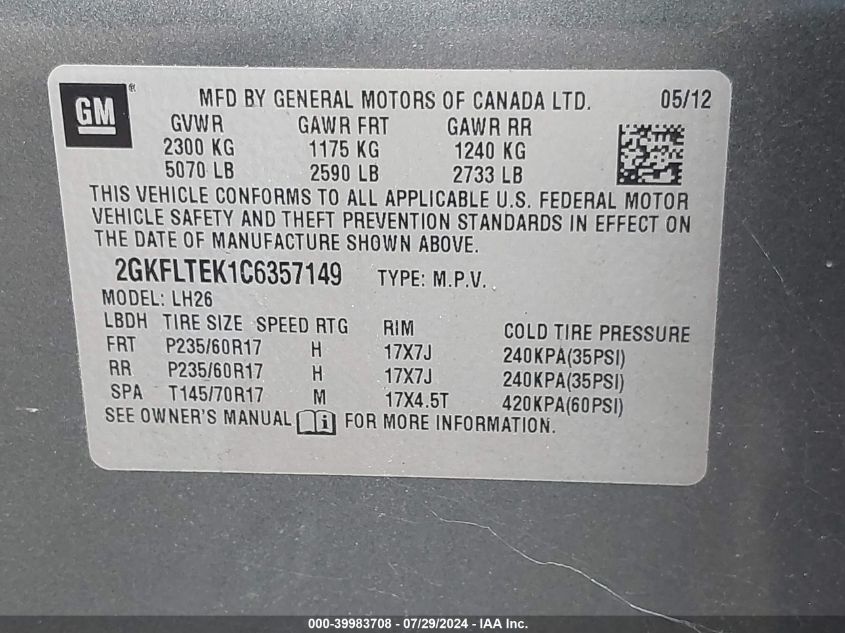 GM ® MFD BY GENERAL MOTORS OF CANADA LTD. 05/12
GVWR GAWR FRT GAWR RR
2300 KG 1175 KG 1240 KG
5070 LB 2590 LB 2733 LB
THIS VEHICLE CONFORMS TO ALL APPLICABLE U.S. FEDERAL MOTOR
VEHICLE SAFETY AND THEFT PREVENTION STANDARDS IN EFFECT ON
THE DATE OF MANUFACTURE SHOWN ABOVE.
2GKFLTEK1C6357149 TYPE: M.P.V.
MODEL: LH26
LBDH TIRE SIZE SPEED RTG RIM COLD TIRE PRESSURE
FRT P235/60R17 H 17X7J 240KPA(35PSI)
RR P235/60R17 H 17X7J 240KPA(35PSI)
SPA T145/70R17 M 17X4.5T 420KPA(60PSI)
SEE OWNER'S MANUAL i FOR MORE INFORMATION.
000-39983708 - 07/29/2024 - IAA Inc.